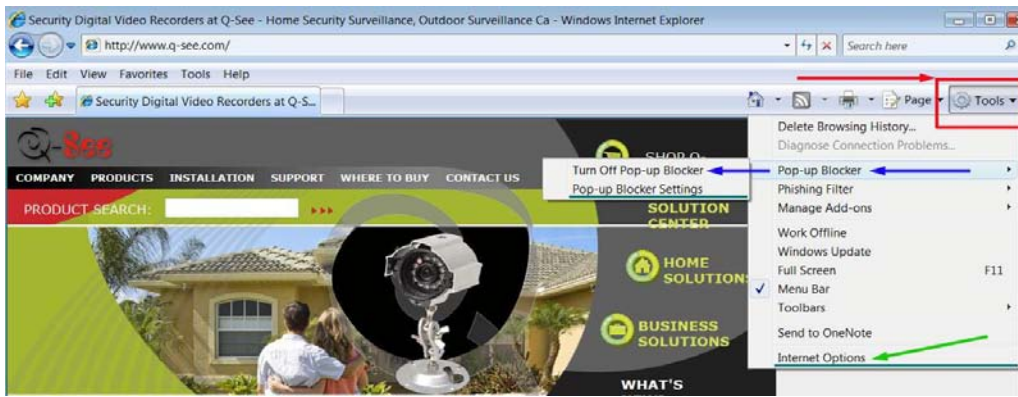 Security Digital Video Recorders at Q-See - Home Security Surveillance, Outdoor Surveillance Ca - Windows Internet Explorer
http://www.q-see.com/
Search here
File Edit View Favorites Tools Help
Security Digital Video Recorders at Q-S...
Page
Tools
Q-See
COMPANY PRODUCTS INSTALLATION SUPPORT WHERE TO BUY CONTACT US
PRODUCT SEARCH:
SHOP Q-
SOLUTION
CENTER
HOME
SOLUTIONS
BUSINESS
SOLUTIONS
WHAT'S
Turn Off Pop-up Blocker
Pop-up Blocker Settings
Delete Browsing History...
Diagnose Connection Problems...
Pop-up Blocker
Phishing Filter
Manage Add-ons
Work Offline
Windows Update
Full Screen F11
Menu Bar
Toolbars
Send to OneNote
Internet Options